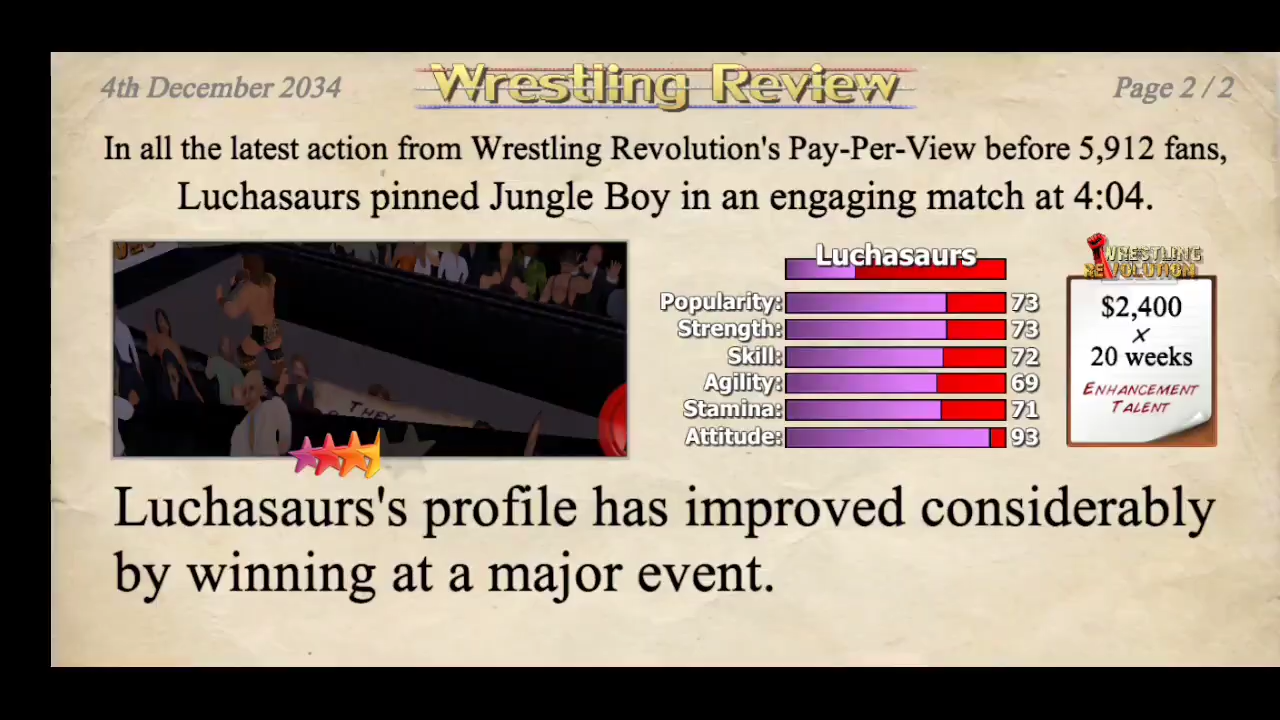 4th December 2034
Wrestling Review
Page 2 / 2
In all the latest action from Wrestling Revolution's Pay-Per-View before 5,912 fans,
Luchasaurs pinned Jungle Boy in an engaging match at 4:04.
THEY
Luchasaurs
Popularity: 73
Strength: 73
Skill: 72
Agility: 69
Stamina: 71
Attitude: 93
WRESTLING
REVOLUTION
$2,400
x
20 weeks
ENHANCEMENT
TALENT
Luchasaurs's profile has improved considerably
by winning at a major event.